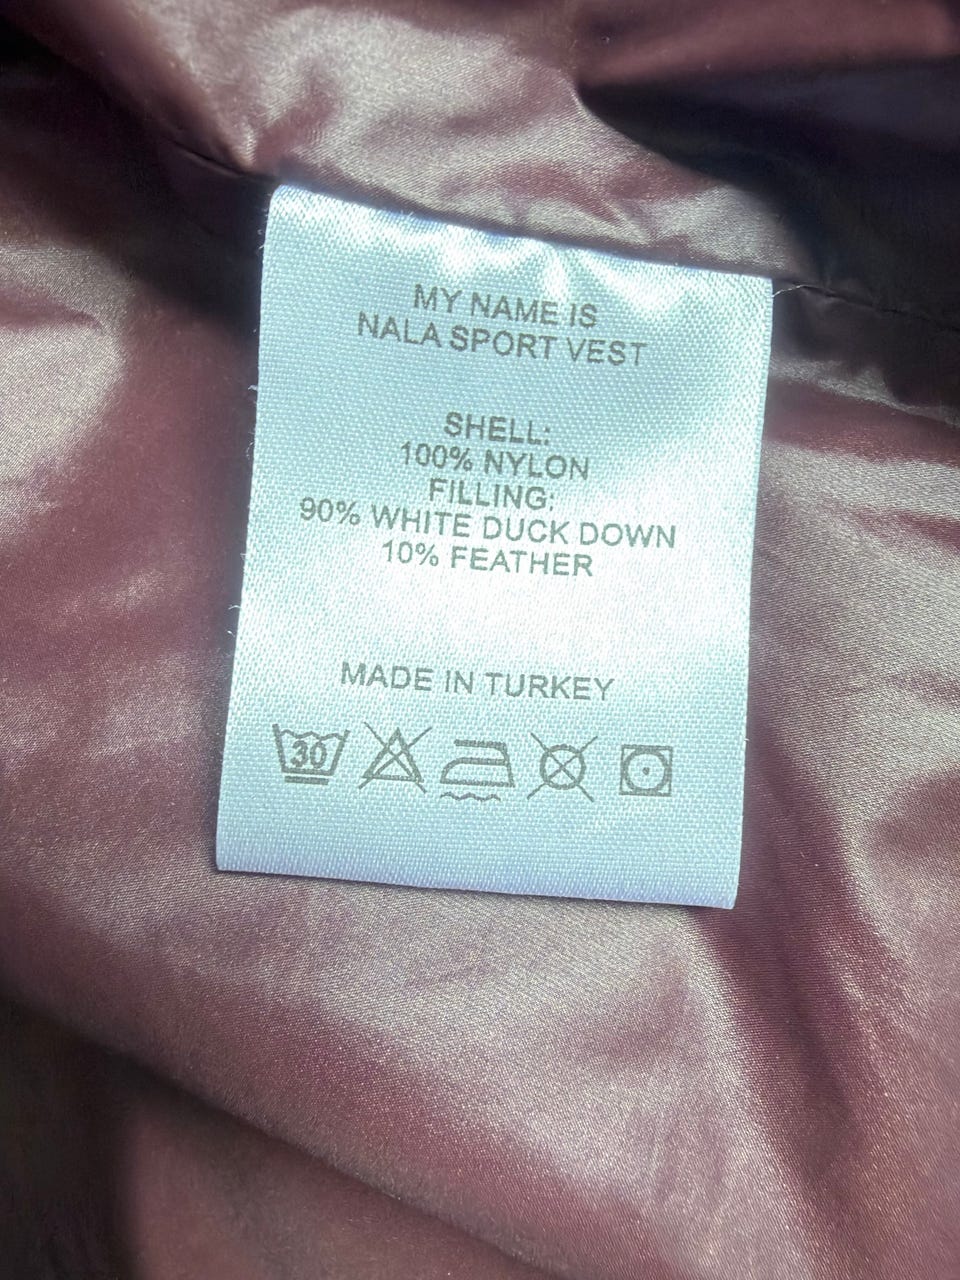 MY NAME IS
NALA SPORT VEST
SHELL:
100% NYLON
FILLING:
90% WHITE DUCK DOWN
10% FEATHER
MADE IN TURKEY
30